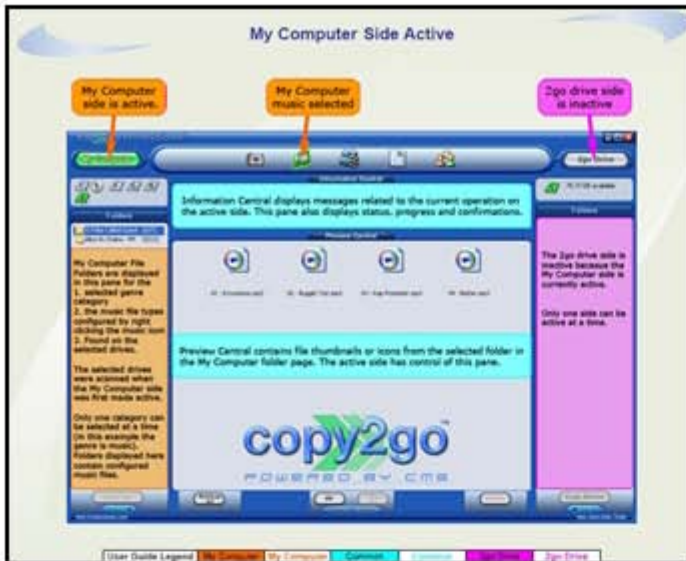 My Computer Side Active
My Computer
side is active.
My Computer
music selected
2go drive side
is inactive
2go Drive
Information Central
Information Central displays messages related to the current operation on
the active side. This pane also displays status, progress and confirmations.
Folders
Folders
Preview Central
My Computer File
Folders are displayed
in this pane for the
1. selected genre
category
2. the music file types
configured by right
clicking the music icon
3. Found on the
selected drives.
The selected drives
were scanned when
the My Computer side
was first made active.
Only one category can
be selected at a time
(in this example the
genre is music).
Folders displayed here
contain configured
music files.
Preview Central contains file thumbnails or icons from the selected folder in
the My Computer folder page. The active side has control of this pane.
copy2go™
POWERED BY CMS
The 2go drive side is
inactive because the
My Computer side is
currently active.
Only one side can be
active at a time.
User Guide Legend My Computer My Computer Common Common 2go Drive 2go Drive